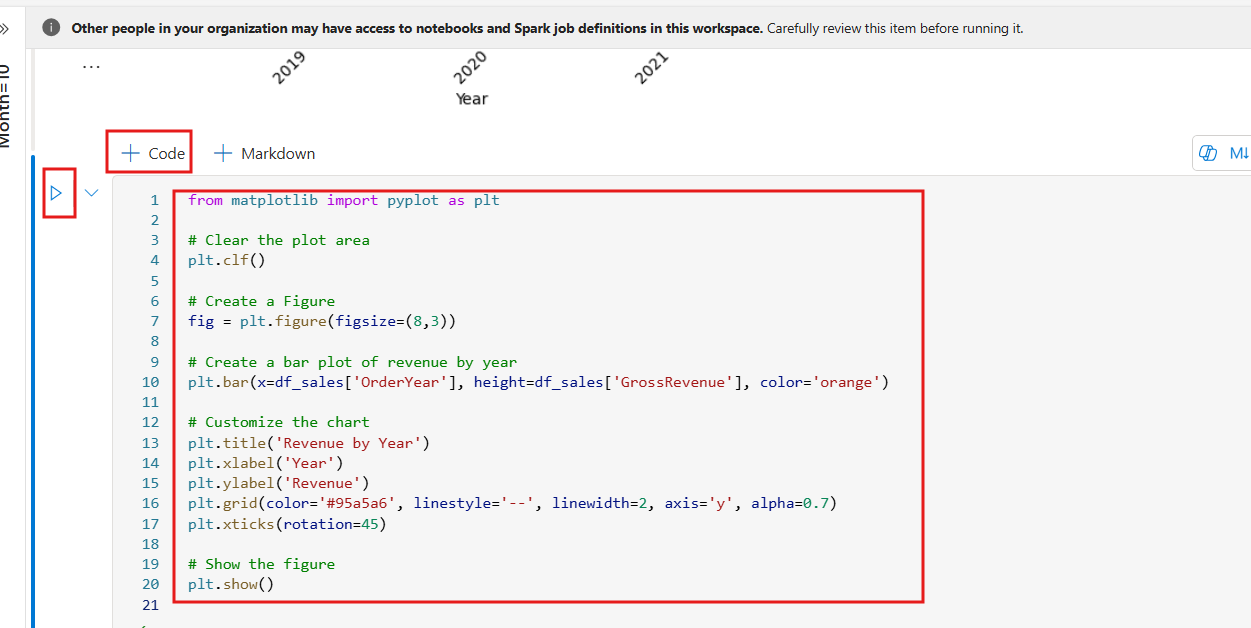 Other people in your organization may have access to notebooks and Spark job definitions in this workspace. Carefully review this item before running it.
Month=10
...
2019 2020 2021
Year
+ Code + Markdown
M↓
1 from matplotlib import pyplot as plt
2
3 # Clear the plot area
4 plt.clf()
5
6 # Create a Figure
7 fig = plt.figure(figsize=(8,3))
8
9 # Create a bar plot of revenue by year
10 plt.bar(x=df_sales['OrderYear'], height=df_sales['GrossRevenue'], color='orange')
11
12 # Customize the chart
13 plt.title('Revenue by Year')
14 plt.xlabel('Year')
15 plt.ylabel('Revenue')
16 plt.grid(color='#95a5a6', linestyle='--', linewidth=2, axis='y', alpha=0.7)
17 plt.xticks(rotation=45)
18
19 # Show the figure
20 plt.show()
21